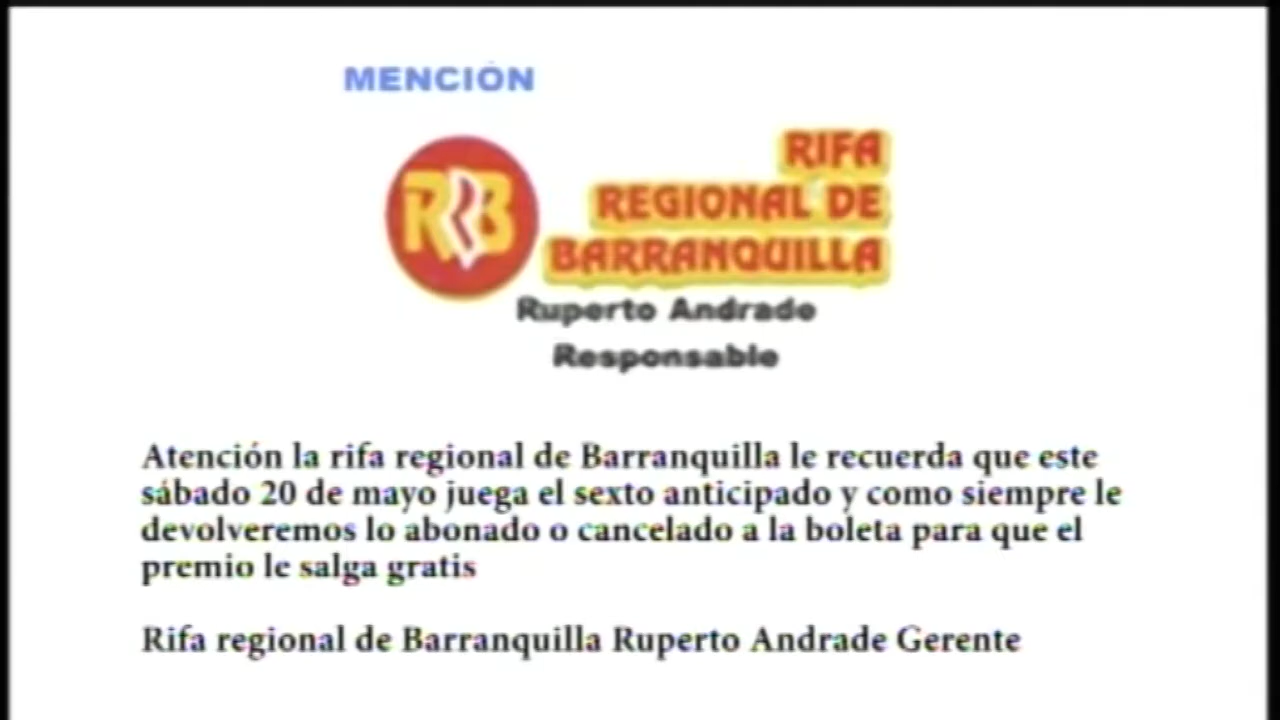 MENCIÓN
RB
RIFA
REGIONAL DE
BARRANQUILLA
Ruperto Andrade
Responsable
Atención la rifa regional de Barranquilla le recuerda que este
sábado 20 de mayo juega el sexto anticipado y como siempre le
devolveremos lo abonado o cancelado a la boleta para que el
premio le salga gratis
Rifa regional de Barranquilla Ruperto Andrade Gerente